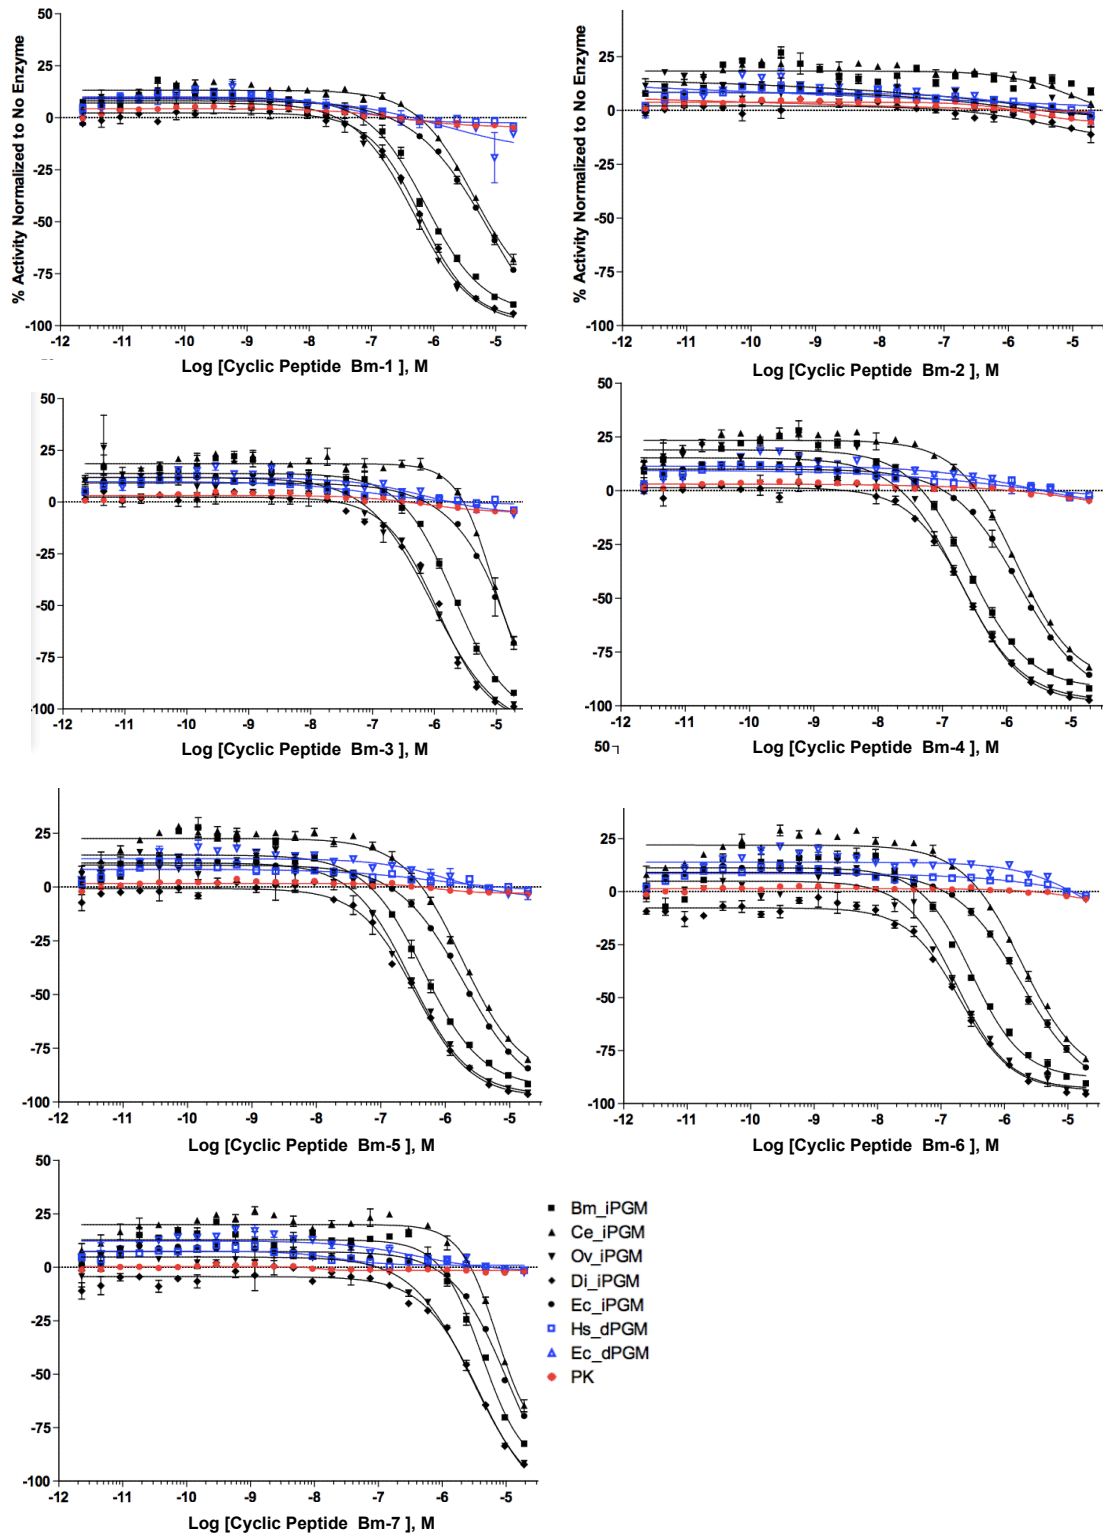 50
25
0
-25
-50
-75
-100
% Activity Normalized to No Enzyme
-12 -11 -10 -9 -8 -7 -6 -5
Log [Cyclic Peptide Bm-1 ], M
25
0
-25
-50
-75
-100
% Activity Normalized to No Enzyme
-12 -11 -10 -9 -8 -7 -6 -5
Log [Cyclic Peptide Bm-2 ], M
50
25
0
-25
-50
-75
-100
-12 -11 -10 -9 -8 -7 -6 -5
Log [Cyclic Peptide Bm-3 ], M
50
25
0
-25
-50
-75
-100
-12 -11 -10 -9 -8 -7 -6 -5
Log [Cyclic Peptide Bm-4 ], M
50
25
0
-25
-50
-75
-100
-12 -11 -10 -9 -8 -7 -6 -5
Log [Cyclic Peptide Bm-5 ], M
25
0
-25
-50
-75
-100
-12 -11 -10 -9 -8 -7 -6 -5
Log [Cyclic Peptide Bm-6 ], M
50
25
0
-25
-50
-75
-100
-12 -11 -10 -9 -8 -7 -6 -5
Log [Cyclic Peptide Bm-7 ], M
Bm_iPGM
Ce_iPGM
Ov_iPGM
Di_iPGM
Ec_iPGM
Hs_dPGM
Ec_dPGM
PK